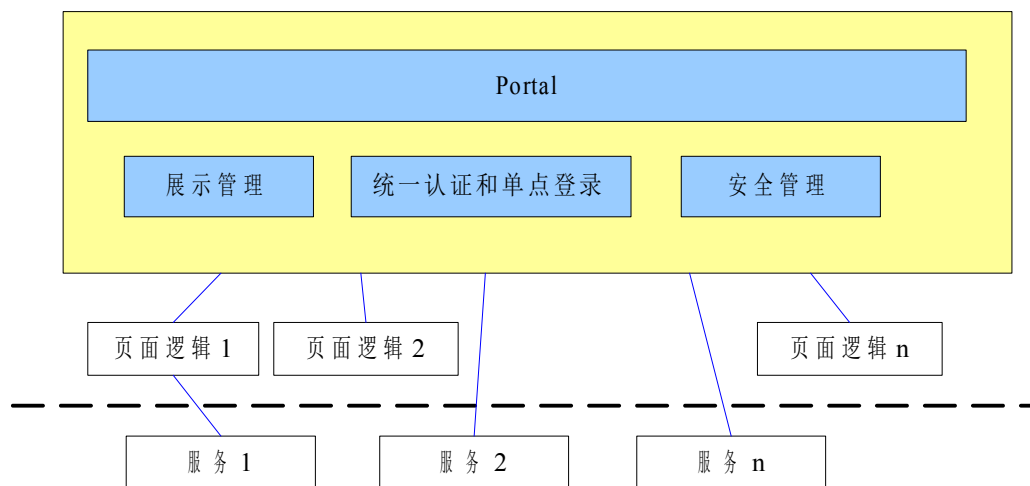 Portal
展示管理
统一认证和单点登录
安全管理
页面逻辑1
页面逻辑2
页面逻辑n
服务1
服务2
服务n